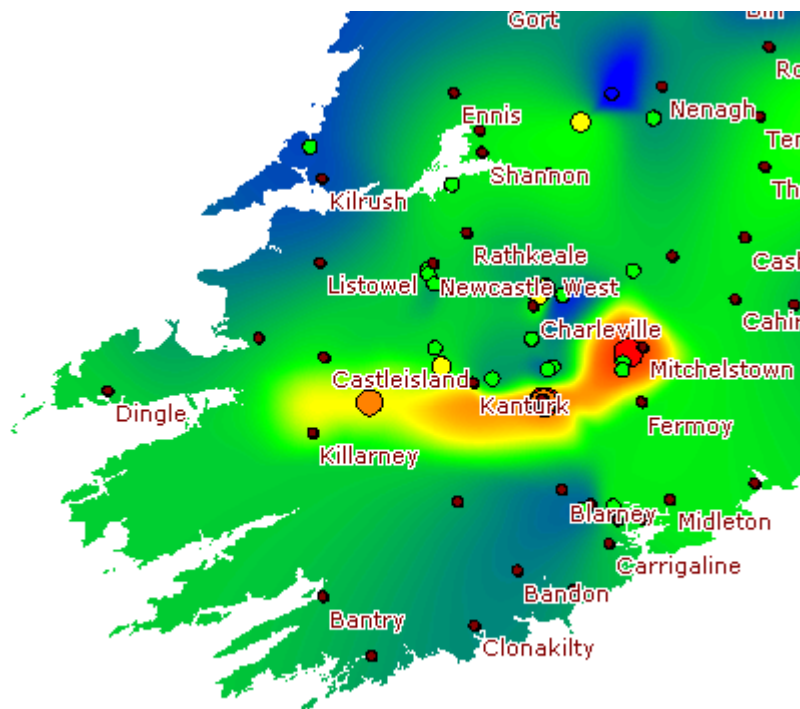 Gort
Ennis
Nenagh
Shannon
Kilrush
Rathkeale
Listowel
Newcastle West
Charleville
Castleisland
Mitchelstown
Dingle
Kanturk
Fermoy
Killarney
Blarney
Midleton
Carrigaline
Bandon
Bantry
Clonakilty